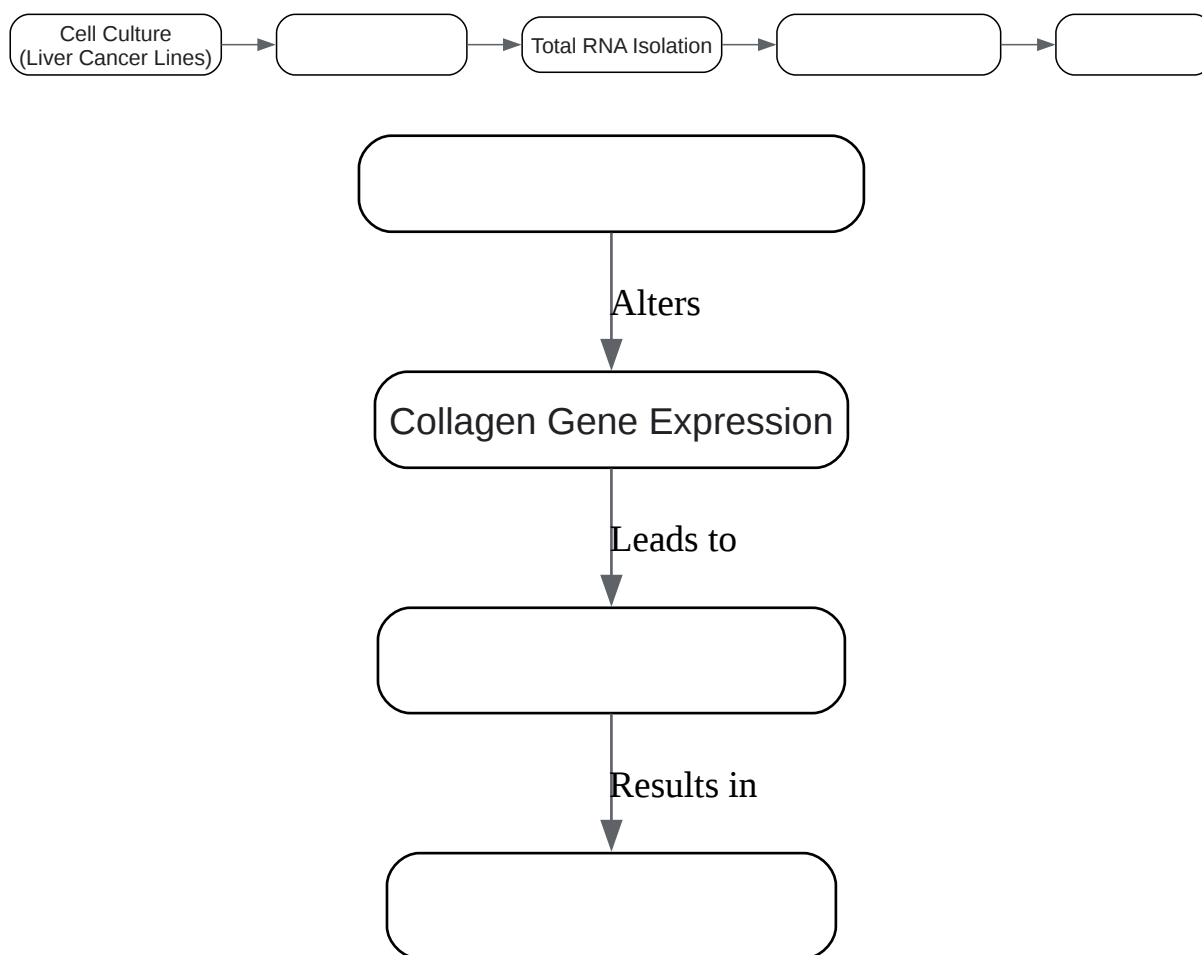 Cell Culture
(Liver Cancer Lines)
Total RNA Isolation
Alters
Collagen Gene Expression
Leads to
Results in